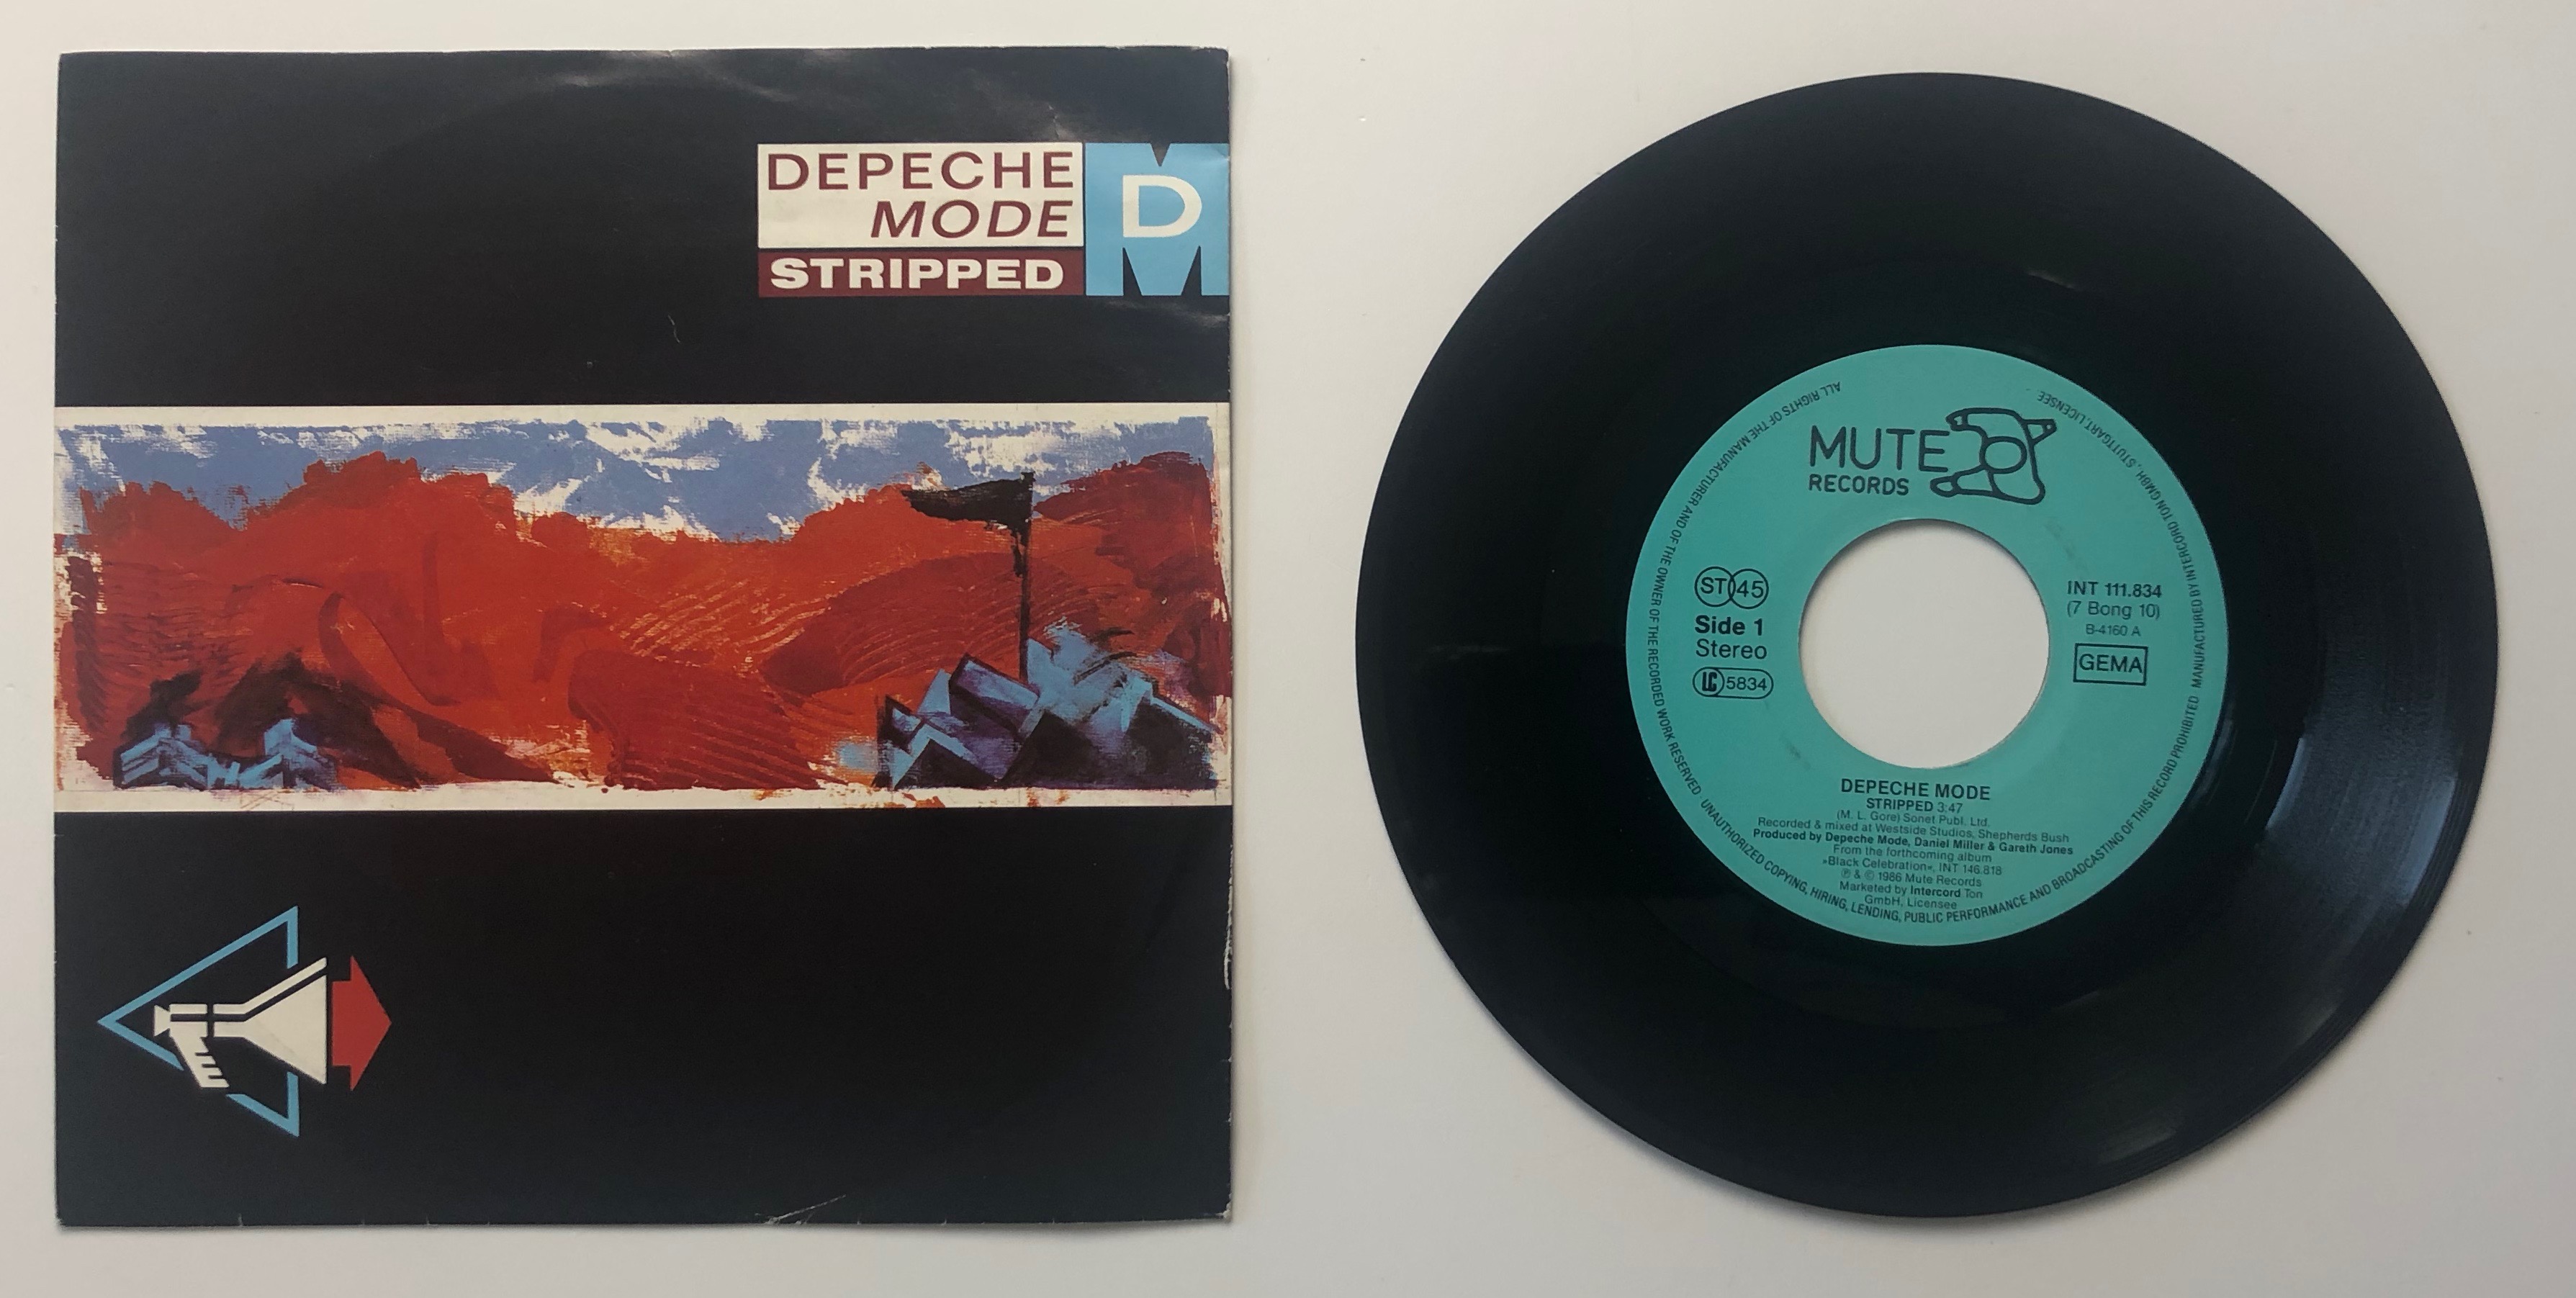 DEPECHE
MODE
STRIPPED
DM
MUTE
RECORDS
ST 45
Side 1
Stereo
LC 5834
INT 111.834
(7 Bong 10)
B-4160 A
GEMA
DEPECHE MODE
STRIPPED 3:47
(M. L. Gore) Sonet Publ. Ltd.
Recorded & mixed at Westside Studios, Shepherds Bush
Produced by Depeche Mode, Daniel Miller & Gareth Jones
From the forthcoming album
»Black Celebration«, INT 146.818
℗ & © 1986 Mute Records
Marketed by Intercord Ton
GmbH, Licensee
ALL RIGHTS OF THE MANUFACTURER AND OF THE OWNER OF THE RECORDED WORK RESERVED · UNAUTHORIZED COPYING, HIRING, LENDING, PUBLIC PERFORMANCE AND BROADCASTING OF THIS RECORD PROHIBITED · MANUFACTURED BY INTERCORD TON GMBH, STUTTGART, LICENSEE